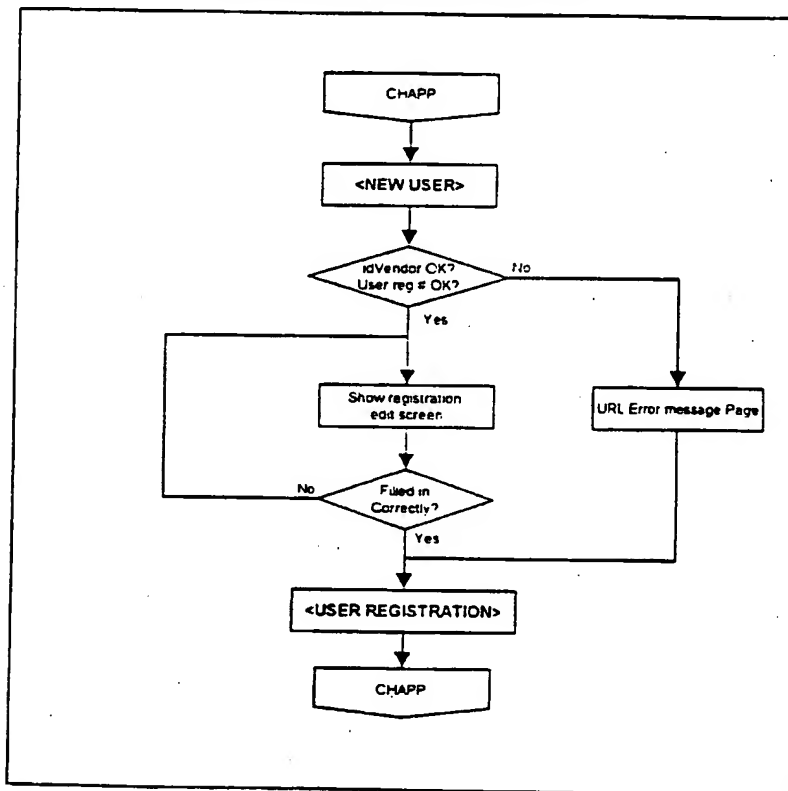 CHAPP
<NEW USER>
idVendor OK?
User reg # OK?
No
Yes
Show registration
edit screen
URL Error message Page
No
Filled in
Correctly?
Yes
<USER REGISTRATION>
CHAPP